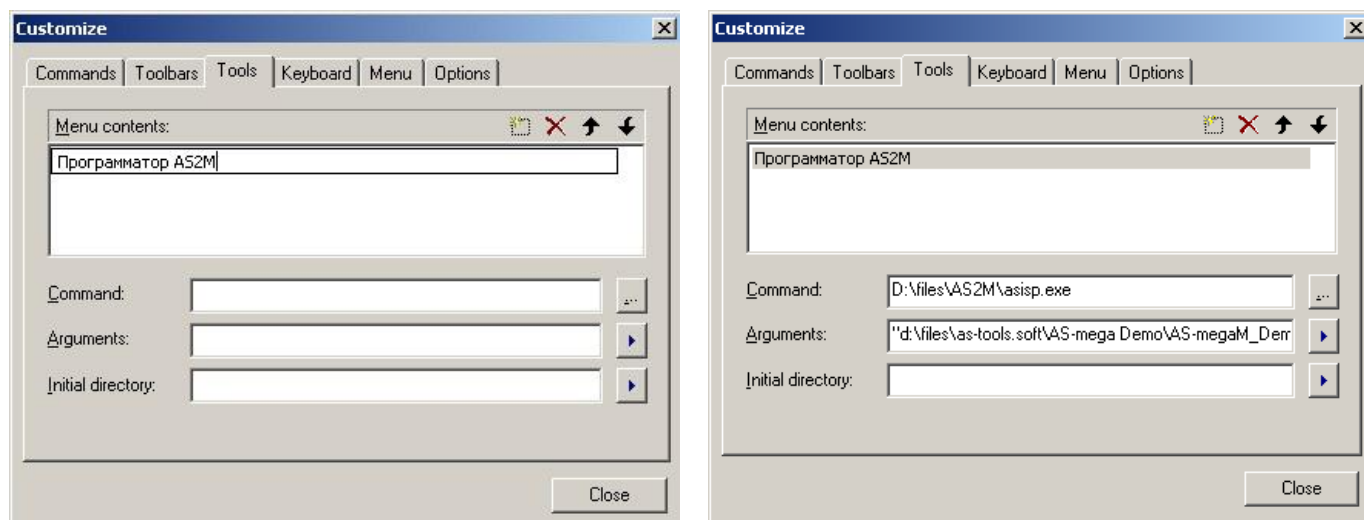 Customize
Commands Toolbars Tools Keyboard Menu Options
Menu contents:
Программатор AS2M
Command:
...
Arguments:
Initial directory:
Close
Customize
Commands Toolbars Tools Keyboard Menu Options
Menu contents:
Программатор AS2M
Command: D:\files\AS2M\asisp.exe
...
Arguments: "d:\files\as-tools.soft\AS-mega Demo\AS-megaM_Dem
Initial directory:
Close